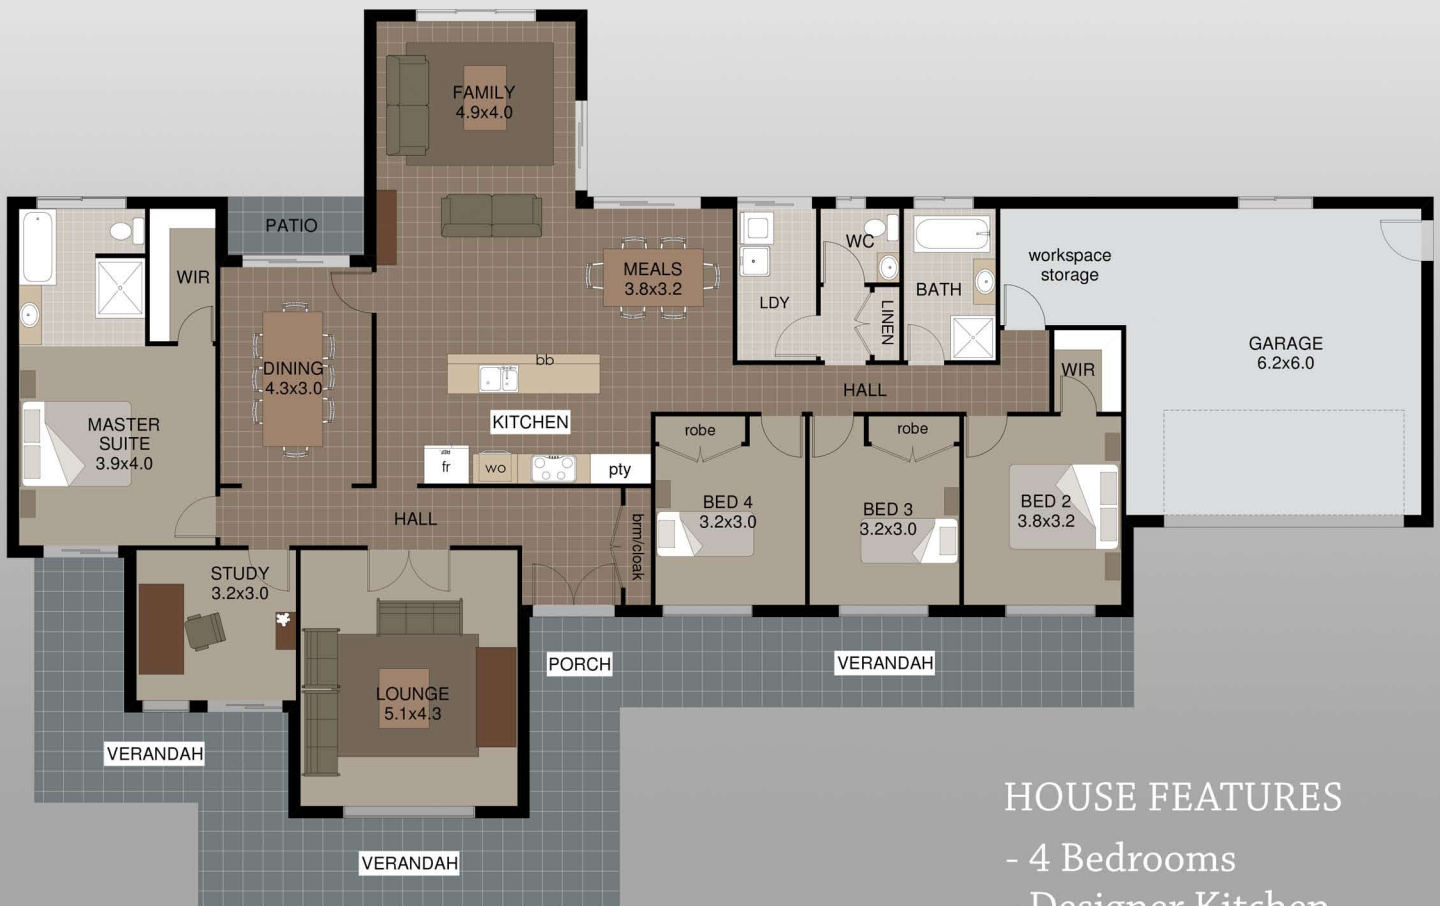 FAMILY
4.9x4.0
PATIO
WIR
MEALS
3.8x3.2
WC
LDY
LINEN
BATH
workspace
storage
GARAGE
6.2x6.0
DINING
4.3x3.0
bb
KITCHEN
fr
wo
pty
HALL
WIR
MASTER
SUITE
3.9x4.0
robe
robe
BED 4
3.2x3.0
BED 3
3.2x3.0
BED 2
3.8x3.2
HALL
brm/cloak
STUDY
3.2x3.0
LOUNGE
5.1x4.3
PORCH
VERANDAH
VERANDAH
VERANDAH
HOUSE FEATURES
- 4 Bedrooms
Designer Kitchen